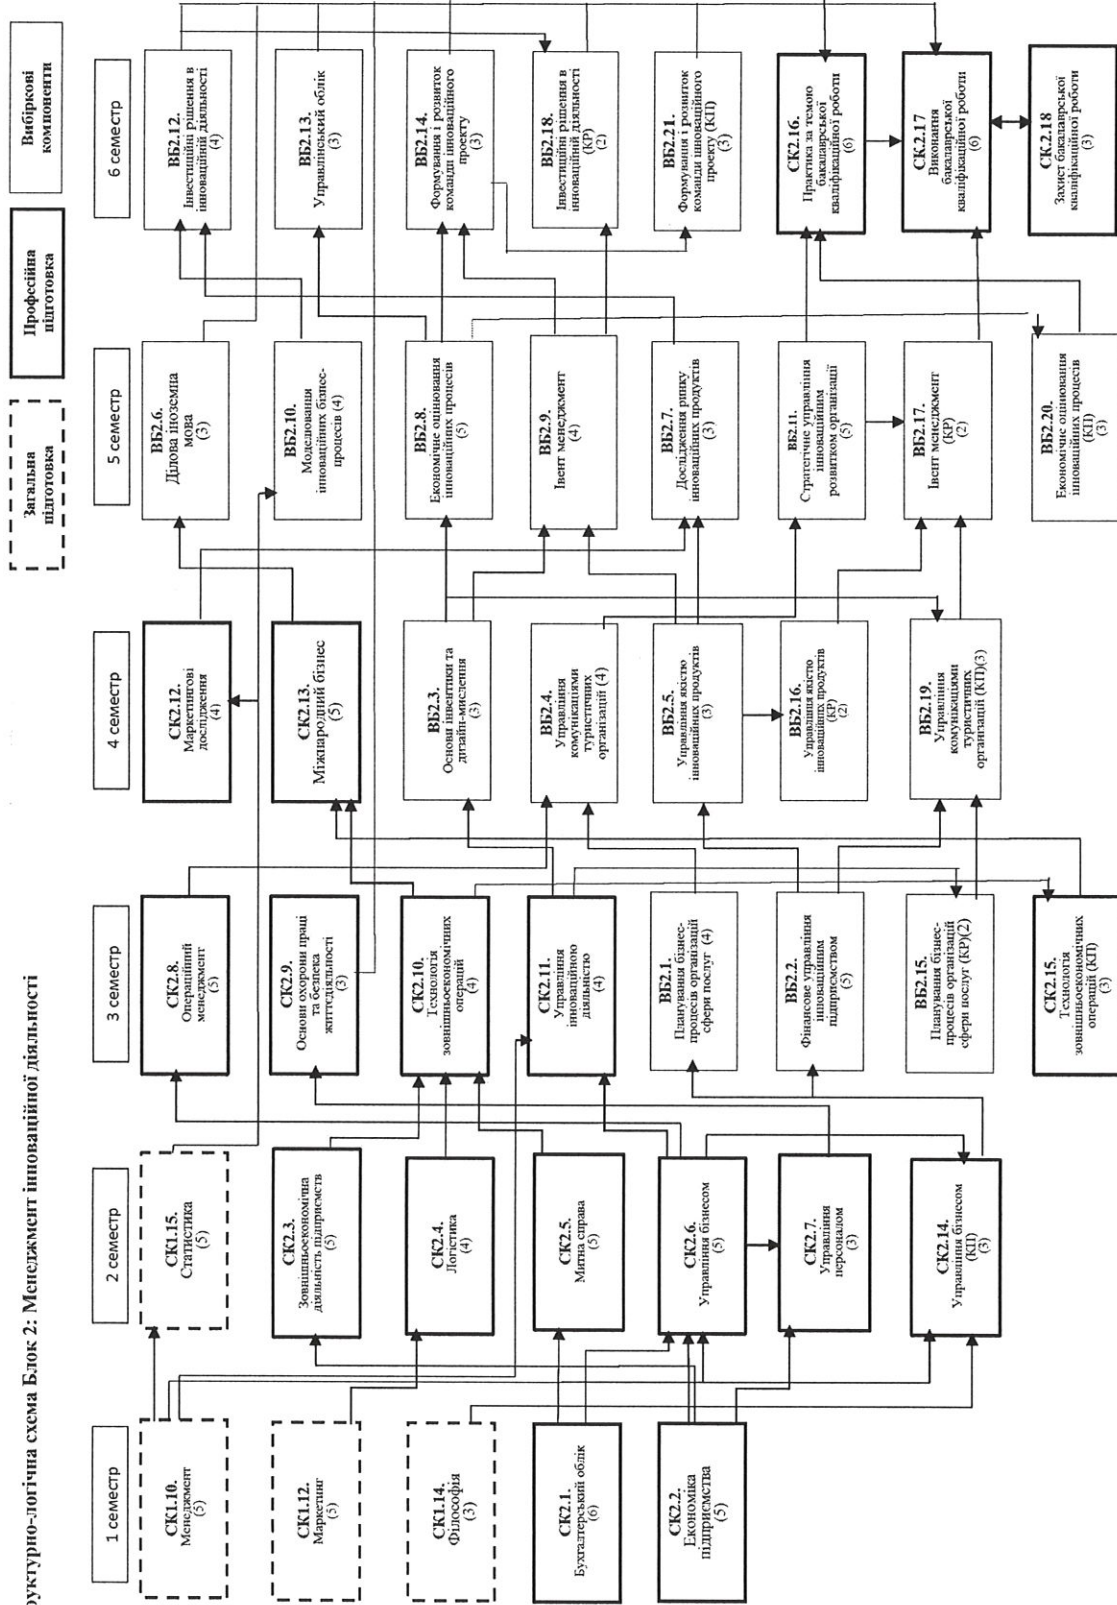 руктурно-логічна схема Блок 2: Менеджмент інноваційної діяльності
Загальна
підготовка
Професійна
підготовка
Вибіркові
компоненти
1 семестр
СК1.10.
Менеджмент
(5)
СК1.12.
Маркетинг
(5)
СК1.14.
Філософія
(3)
СК2.1.
Бухгалтерський облік
(6)
СК2.2.
Економіка
підприємства
(5)
2 семестр
СК1.15.
Статистика
(5)
СК2.3.
Зовнішньоекономічна
діяльність підприємств
(5)
СК2.4.
Логістика
(4)
СК2.5.
Митна справа
(5)
СК2.6.
Управління бізнесом
(5)
СК2.7.
Управління
персоналом
(3)
СК2.14.
Управління бізнесом
(КП)
(3)
3 семестр
СК2.8.
Операційний
менеджмент
(5)
СК2.9.
Основи охорони праці
та безпека
життєдіяльності
(3)
СК2.10.
Технологія
зовнішньоекономічних
операцій
(4)
СК2.11.
Управління
інноваційною
діяльністю
(4)
ВБ2.1.
Планування бізнес-
процесів організацій
сфери послуг (4)
ВБ2.2.
Фінансове управління
інноваційним
підприємством
(5)
ВБ2.15.
Планування бізнес-
процесів організацій
сфери послуг (КР)(2)
СК2.15.
Технологія
зовнішньоекономічних
операцій (КП)
(3)
4 семестр
СК2.12.
Маркетингові
дослідження
(4)
СК2.13.
Міжнародний бізнес
(5)
ВБ2.3.
Основи інвентики та
дизайн-мислення
(3)
ВБ2.4.
Управління
комунікаціями
туристичних
організацій (4)
ВБ2.5.
Управління якістю
інноваційних продуктів
(3)
ВБ2.16.
Управління якістю
інноваційних продуктів
(КР)
(2)
ВБ2.19.
Управління
комунікаціями
туристичних
організацій (КП)(3)
5 семестр
ВБ2.6.
Ділова іноземна
мова
(3)
ВБ2.10.
Моделювання
інноваційних бізнес-
процесів (4)
ВБ2.8.
Економічне оцінювання
інноваційних процесів
(5)
ВБ2.9.
Івент менеджмент
(4)
ВБ2.7.
Дослідження ринку
інноваційних продуктів
(5)
ВБ2.11.
Стратегічне управління
інноваційним
розвитком організації
(5)
ВБ2.17.
Івент менеджмент
(КР)
(2)
ВБ2.20.
Економічне оцінювання
інноваційних процесів
(КП)
(3)
6 семестр
ВБ2.12.
Інвестиційні рішення в
інноваційній діяльності
(4)
ВБ2.13.
Управлінський облік
(3)
ВБ2.14.
Формування і розвиток
команди інноваційного
проекту
(3)
ВБ2.18.
Інвестиційні рішення в
інноваційній діяльності
(КР)
(2)
ВБ2.21.
Формування і розвиток
команди інноваційного
проекту (КП)
(3)
СК2.16.
Практика за темою
бакалаврської
кваліфікаційної роботи
(6)
СК2.17
Виконання
бакалаврської
кваліфікаційної роботи
(6)
СК2.18
Захист бакалаврської
кваліфікаційної роботи
(3)